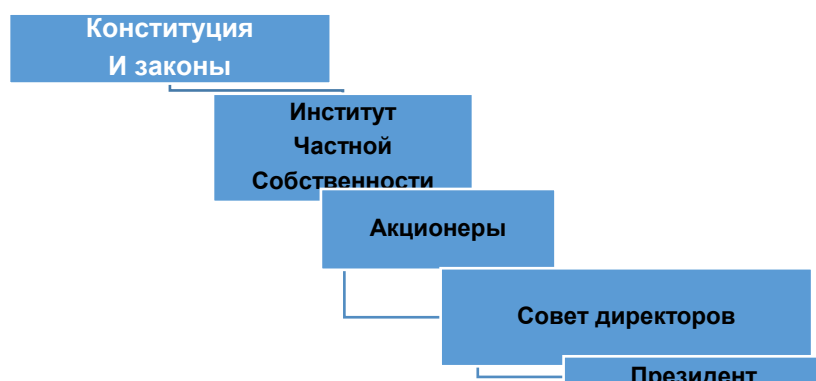 Конституция
И законы
Институт
Частной
Собственности
Акционеры
Совет директоров
Президент